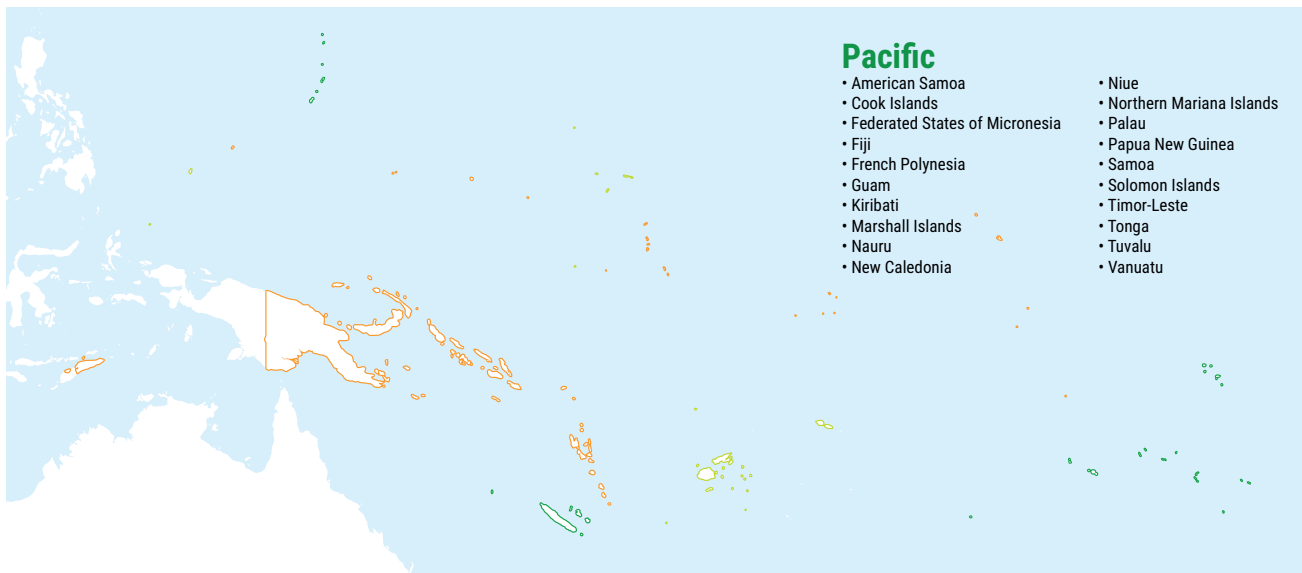 Pacific
• American Samoa
• Cook Islands
• Federated States of Micronesia
• Fiji
• French Polynesia
• Guam
• Kiribati
• Marshall Islands
• Nauru
• New Caledonia
• Niue
• Northern Mariana Islands
• Palau
• Papua New Guinea
• Samoa
• Solomon Islands
• Timor-Leste
• Tonga
• Tuvalu
• Vanuatu